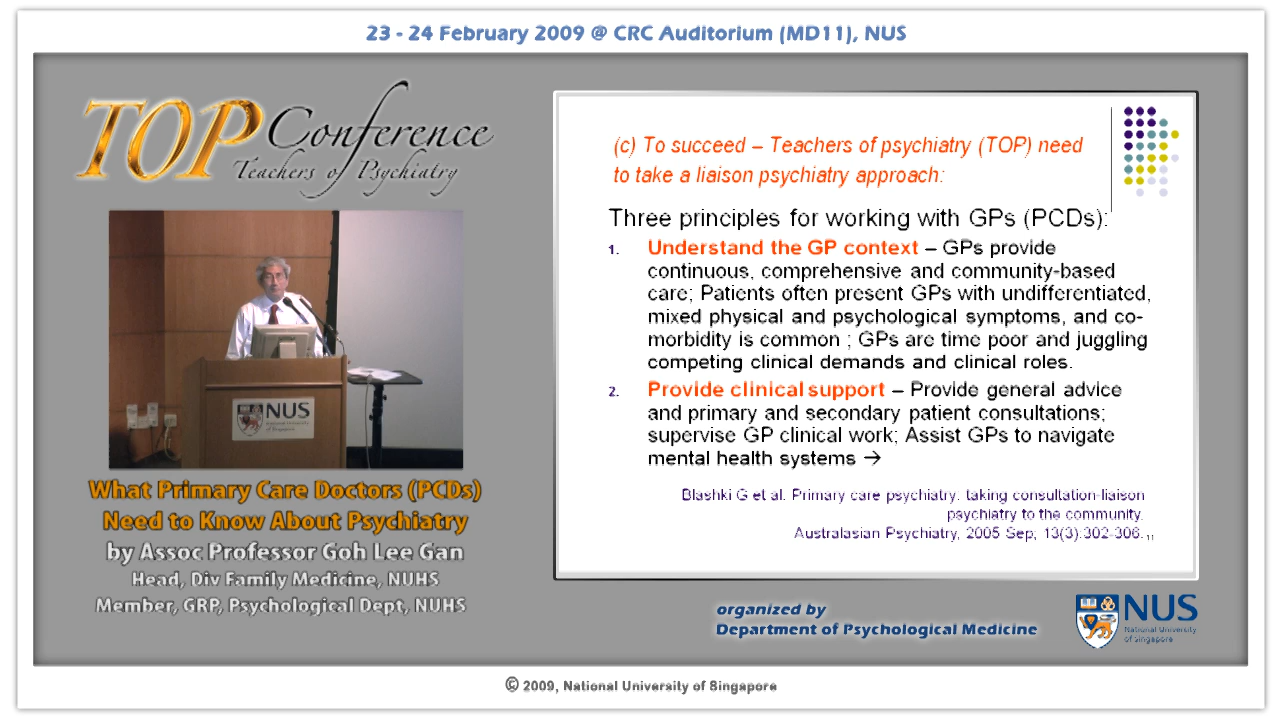 23 - 24 February 2009 @ CRC Auditorium (MD11), NUS
TOP Conference
Teachers of Psychiatry
NUS
National University
of Singapore
What Primary Care Doctors (PCDs)
Need to Know About Psychiatry
by Assoc Professor Goh Lee Gan
Head, Div Family Medicine, NUHS
Member, GRP, Psychological Dept, NUHS
(c) To succeed – Teachers of psychiatry (TOP) need
to take a liaison psychiatry approach:
Three principles for working with GPs (PCDs):
1. Understand the GP context – GPs provide
continuous, comprehensive and community-based
care; Patients often present GPs with undifferentiated,
mixed physical and psychological symptoms, and co-
morbidity is common ; GPs are time poor and juggling
competing clinical demands and clinical roles.
2. Provide clinical support – Provide general advice
and primary and secondary patient consultations;
supervise GP clinical work; Assist GPs to navigate
mental health systems →
Blashki G et al. Primary care psychiatry: taking consultation-liaison
psychiatry to the community.
Australasian Psychiatry, 2005 Sep; 13(3):302-306.
11
organized by
Department of Psychological Medicine
NUS
National University
of Singapore
© 2009, National University of Singapore